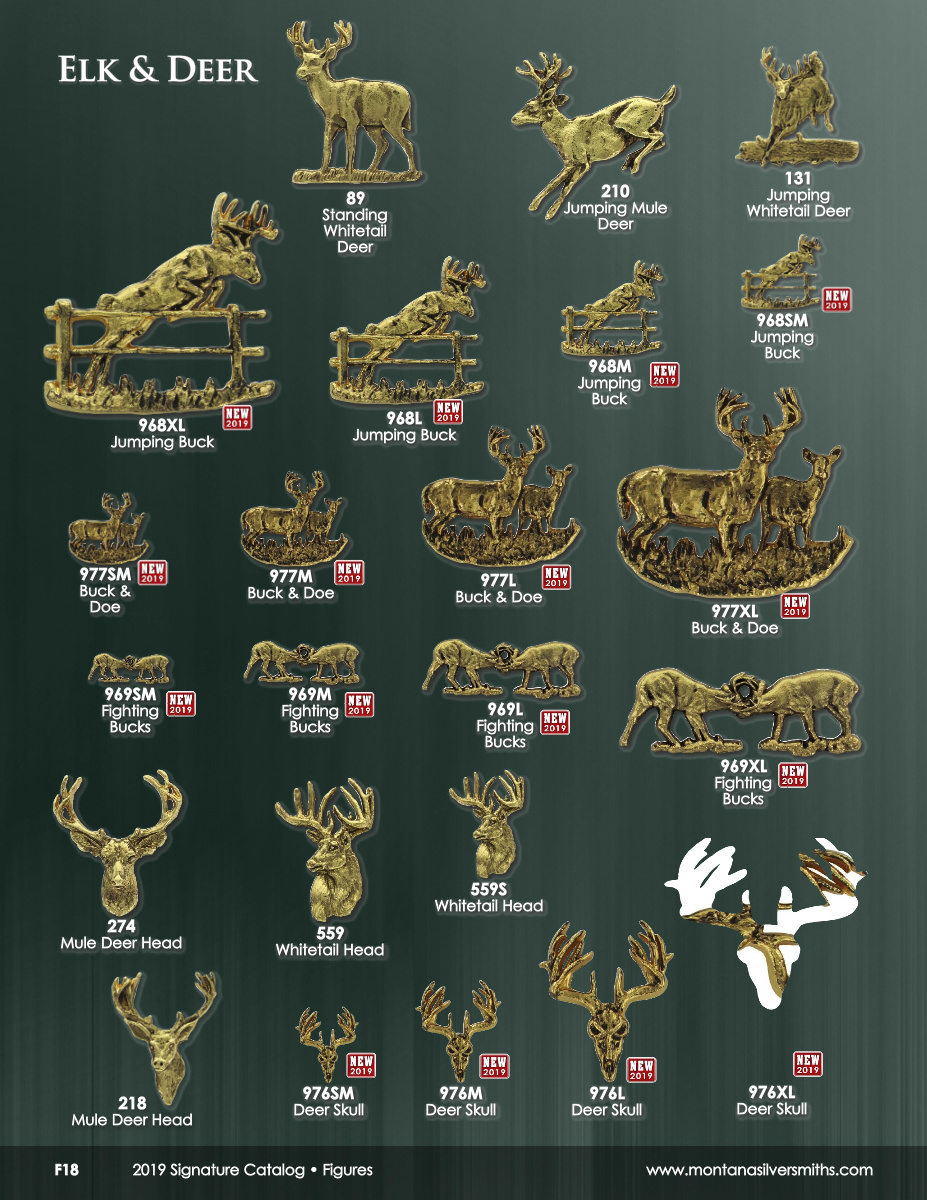 ELK & DEER
89
Standing
Whitetail
Deer
210
Jumping Mule
Deer
131
Jumping
Whitetail Deer
968XL
Jumping Buck
NEW
2019
968L
Jumping Buck
NEW
2019
968M
Jumping
Buck
NEW
2019
968SM
Jumping
Buck
NEW
2019
977SM
Buck &
Doe
NEW
2019
977M
Buck & Doe
NEW
2019
977L
Buck & Doe
NEW
2019
977XL
Buck & Doe
NEW
2019
969SM
Fighting
Bucks
NEW
2019
969M
Fighting
Bucks
NEW
2019
969L
Fighting
Bucks
NEW
2019
969XL
Fighting
Bucks
NEW
2019
274
Mule Deer Head
559
Whitetail Head
559S
Whitetail Head
218
Mule Deer Head
976SM
Deer Skull
NEW
2019
976M
Deer Skull
NEW
2019
976L
Deer Skull
NEW
2019
976XL
Deer Skull
NEW
2019
F18
2019 Signature Catalog • Figures
www.montanasilversmiths.com